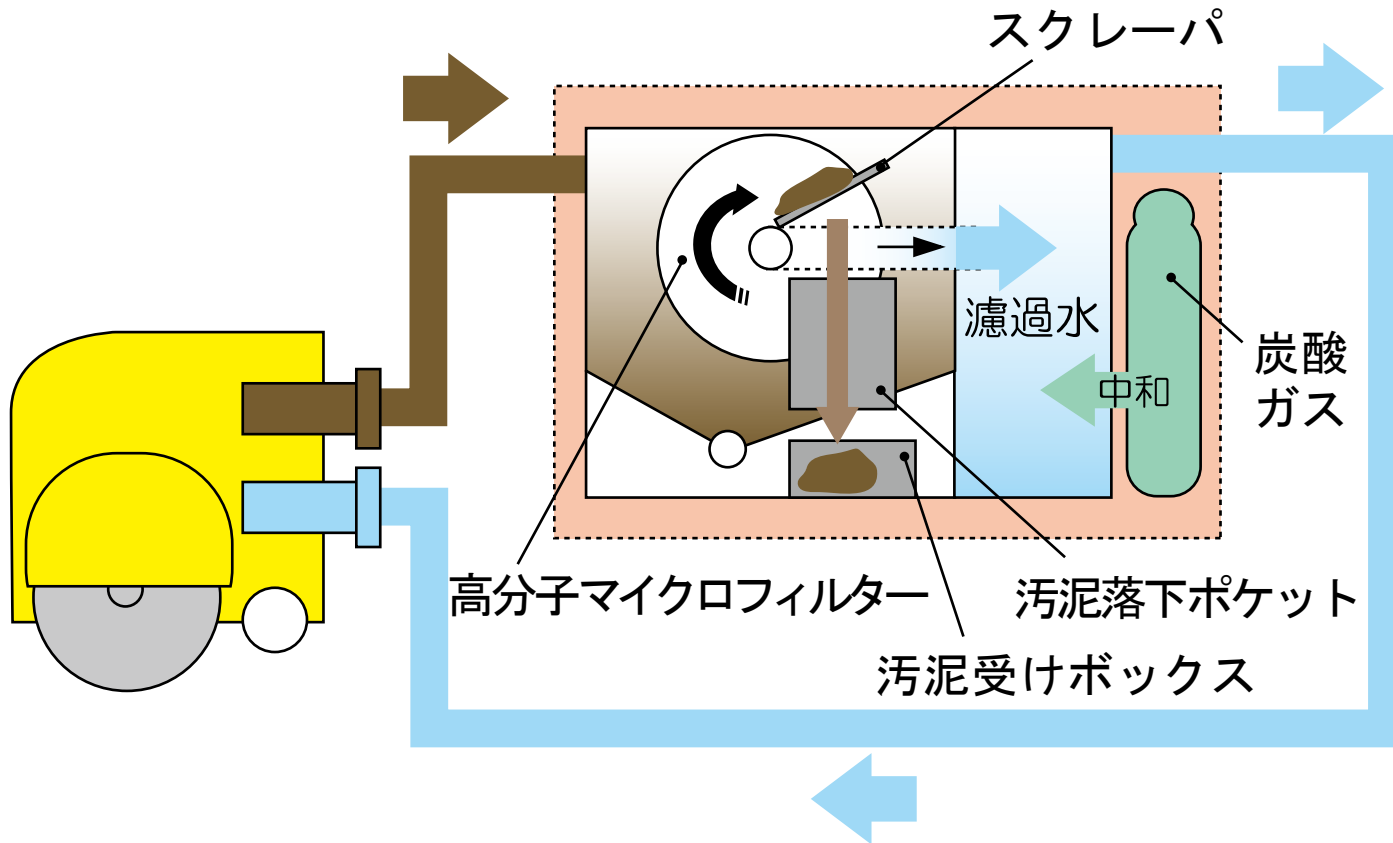 スクレーパ
濾過水
中和
炭酸
ガス
高分子マイクロフィルター
汚泥落下ポケット
汚泥受けボックス